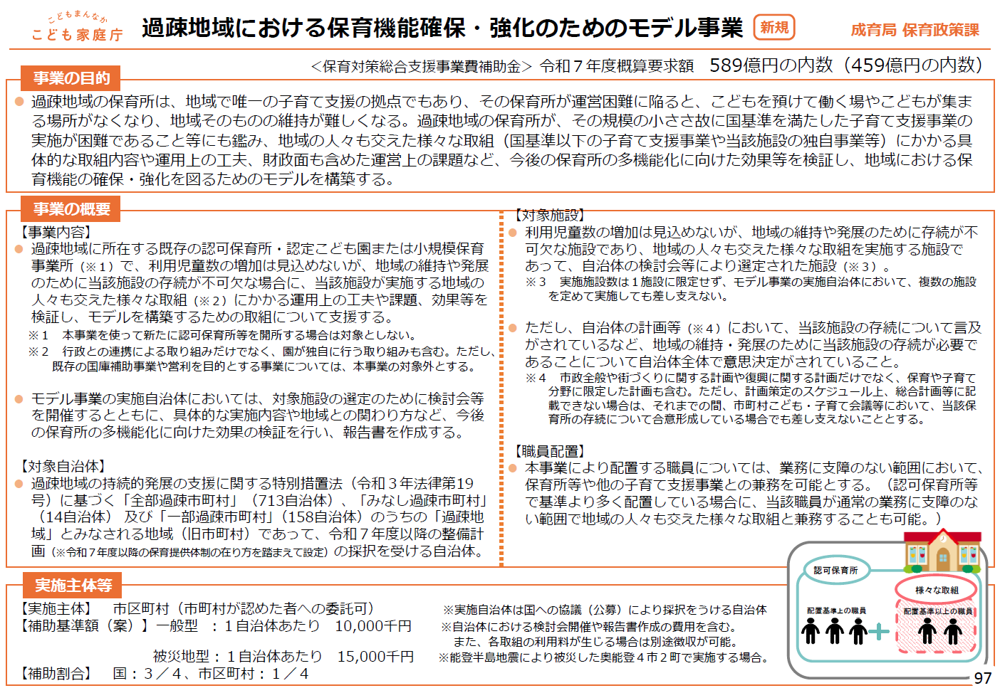 こどもまんなか
こども家庭庁
過疎地域における保育機能確保・強化のためのモデル事業
新規
成育局 保育政策課
＜保育対策総合支援事業費補助金＞ 令和７年度概算要求額　589億円の内数（459億円の内数）
事業の目的
● 過疎地域の保育所は、地域で唯一の子育て支援の拠点でもあり、その保育所が運営困難に陥ると、こどもを預けて働く場やこどもが集ま
る場所がなくなり、地域そのものの維持が難しくなる。過疎地域の保育所が、その規模の小ささ故に国基準を満たした子育て支援事業の
実施が困難であること等にも鑑み、地域の人々も交えた様々な取組（国基準以下の子育て支援事業や当該施設の独自事業等）にかかる具
体的な取組内容や運用上の工夫、財政面も含めた運営上の課題など、今後の保育所の多機能化に向けた効果等を検証し、地域における保
育機能の確保・強化を図るためのモデルを構築する。
事業の概要
【事業内容】
● 過疎地域に所在する既存の認可保育所・認定こども園または小規模保育
事業所（※１）で、利用児童数の増加は見込めないが、地域の維持や発展
のために当該施設の存続が不可欠な場合に、当該施設が実施する地域の
人々も交えた様々な取組（※２）にかかる運用上の工夫や課題、効果等を
検証し、モデルを構築するための取組について支援する。
※１　本事業を使って新たに認可保育所等を開所する場合は対象としない。
※２　行政との連携による取り組みだけでなく、園が独自に行う取り組みも含む。ただし、
既存の国庫補助事業や営利を目的とする事業については、本事業の対象外とする。
● モデル事業の実施自治体においては、対象施設の選定のために検討会等
を開催するとともに、具体的な実施内容や地域との関わり方など、今後
の保育所の多機能化に向けた効果の検証を行い、報告書を作成する。
【対象自治体】
● 過疎地域の持続的発展の支援に関する特別措置法（令和３年法律第19
号）に基づく「全部過疎市町村」（713自治体）、「みなし過疎市町村」
（14自治体） 及び「一部過疎市町村」（158自治体）のうちの「過疎地
域」とみなされる地域（旧市町村）であって、令和７年度以降の整備計
画（※令和７年度以降の保育提供体制の在り方を踏まえて設定）の採択を受ける自治体。
【対象施設】
● 利用児童数の増加は見込めないが、地域の維持や発展のために存続が不
可欠な施設であり、地域の人々も交えた様々な取組を実施する施設で
あって、自治体の検討会等により選定された施設（※３）。
※３　実施施設数は１施設に限定せず、モデル事業の実施自治体において、複数の施設
を定めて実施しても差し支えない。
● ただし、自治体の計画等（※４）において、当該施設の存続について言及
がされているなど、地域の維持・発展のために当該施設の存続が必要で
あることについて自治体全体で意思決定がされていること。
※４　市政全般や街づくりに関する計画や復興に関する計画だけでなく、保育や子育て
分野に限定した計画も含む。ただし、計画策定のスケジュール上、総合計画等に記
載できない場合は、それまでの間、市町村こども・子育て会議等において、当該保
育所の存続について合意形成している場合でも差し支えないこととする。
【職員配置】
● 本事業により配置する職員については、業務に支障のない範囲において、
保育所等や他の子育て支援事業との兼務を可能とする。（認可保育所等
で基準より多く配置している場合に、当該職員が通常の業務に支障のな
い範囲で地域の人々も交えた様々な取組と兼務することも可能。）
認可保育所
様々な取組
配置基準上の職員
配置基準以上の職員
実施主体等
【実施主体】　市区町村（市町村が認めた者への委託可）　※実施自治体は国への協議（公募）により採択をうける自治体
【補助基準額（案）】一般型　：１自治体あたり　10,000千円　※自治体における検討会開催や報告書作成の費用を含む。
また、各取組の利用料が生じる場合は別途徴収が可能。
被災地型：１自治体あたり　15,000千円　※能登半島地震により被災した奥能登４市２町で実施する場合。
【補助割合】　国：３／４、市区町村：１／４
97